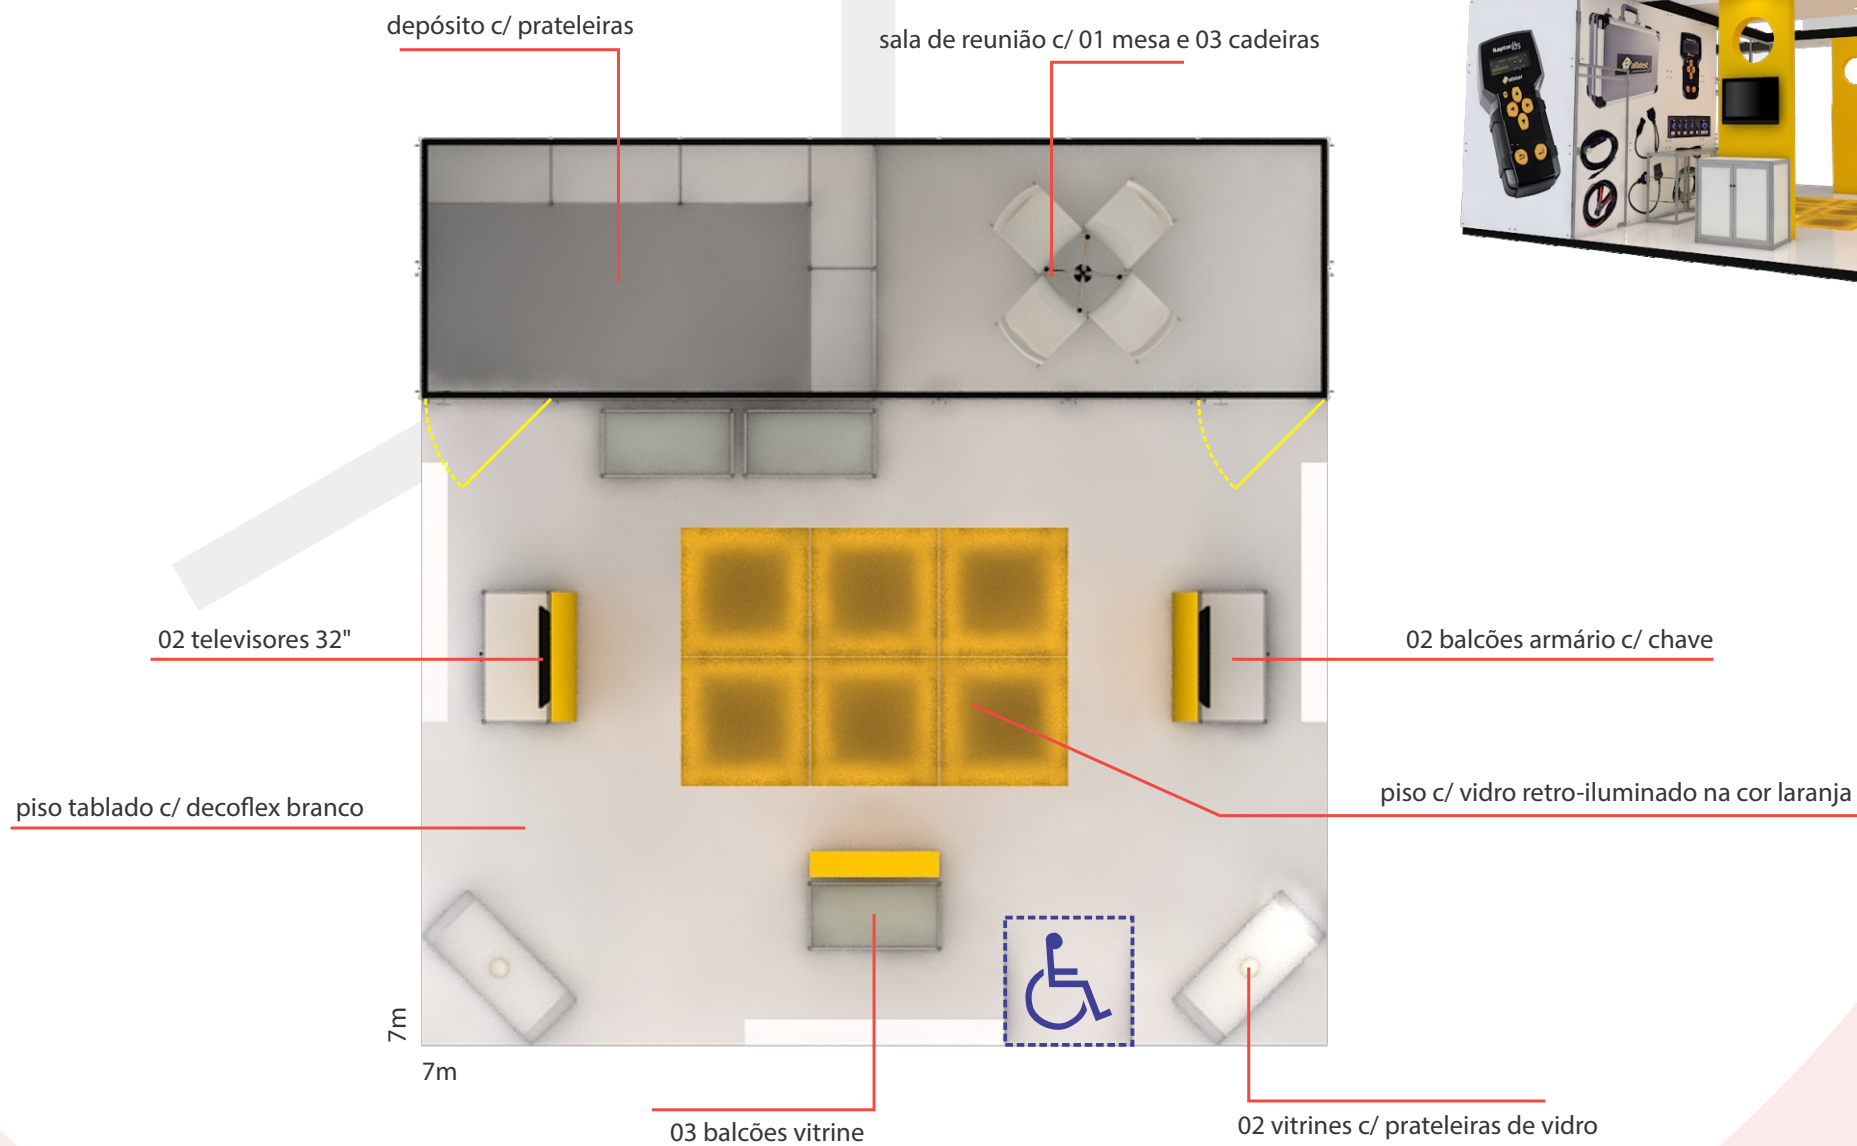 depósito c/ prateleiras
sala de reunião c/ 01 mesa e 03 cadeiras
02 televisores 32"
02 balcões armário c/ chave
piso tablado c/ decoflex branco
piso c/ vidro retro-iluminado na cor laranja
7m
7m
03 balcões vitrine
02 vitrines c/ prateleiras de vidro